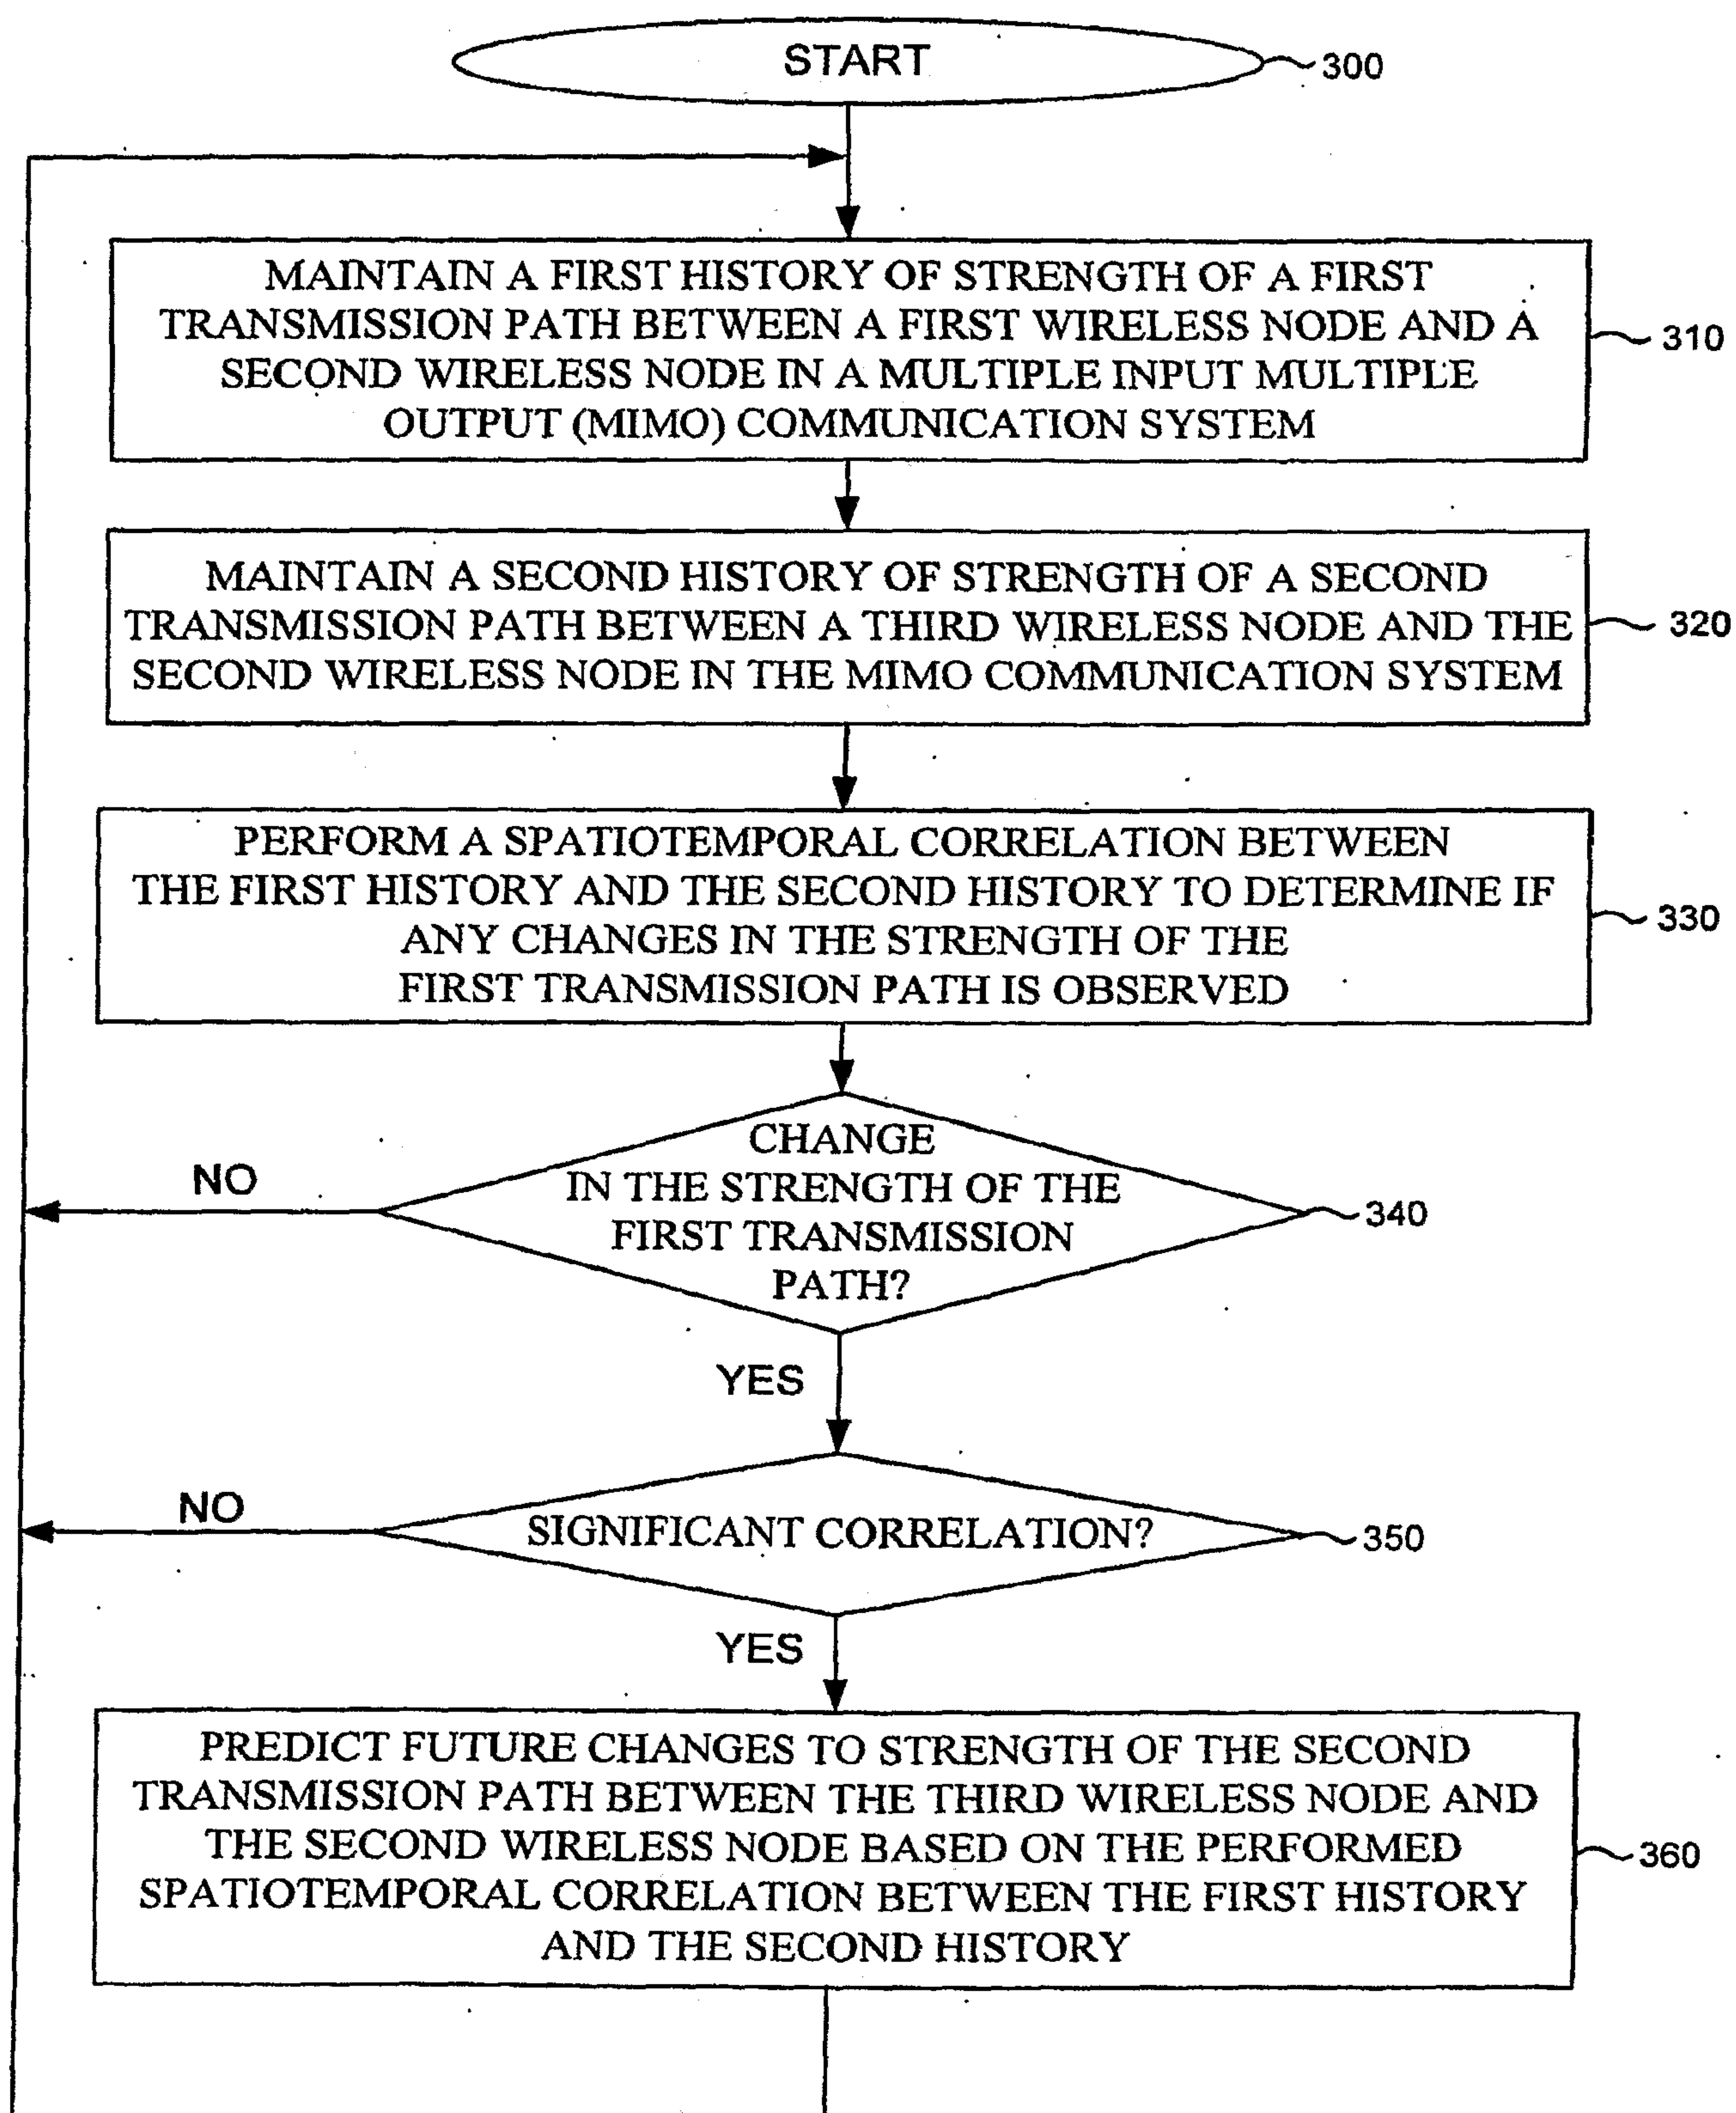 START
300
MAINTAIN A FIRST HISTORY OF STRENGTH OF A FIRST
TRANSMISSION PATH BETWEEN A FIRST WIRELESS NODE AND A
SECOND WIRELESS NODE IN A MULTIPLE INPUT MULTIPLE
OUTPUT (MIMO) COMMUNICATION SYSTEM
310
MAINTAIN A SECOND HISTORY OF STRENGTH OF A SECOND
TRANSMISSION PATH BETWEEN A THIRD WIRELESS NODE AND THE
SECOND WIRELESS NODE IN THE MIMO COMMUNICATION SYSTEM
320
PERFORM A SPATIOTEMPORAL CORRELATION BETWEEN
THE FIRST HISTORY AND THE SECOND HISTORY TO DETERMINE IF
ANY CHANGES IN THE STRENGTH OF THE
FIRST TRANSMISSION PATH IS OBSERVED
330
CHANGE
IN THE STRENGTH OF THE
FIRST TRANSMISSION
PATH?
340
NO
YES
SIGNIFICANT CORRELATION?
350
NO
YES
PREDICT FUTURE CHANGES TO STRENGTH OF THE SECOND
TRANSMISSION PATH BETWEEN THE THIRD WIRELESS NODE AND
THE SECOND WIRELESS NODE BASED ON THE PERFORMED
SPATIOTEMPORAL CORRELATION BETWEEN THE FIRST HISTORY
AND THE SECOND HISTORY
360